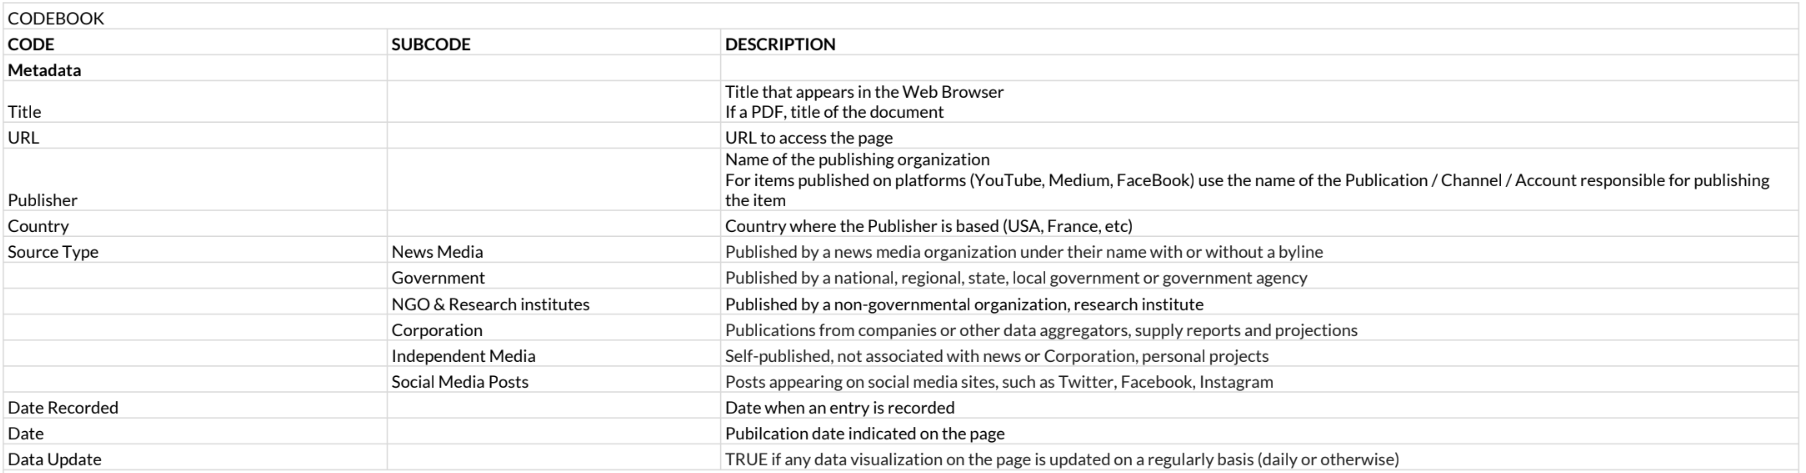 CODEBOOK
CODE SUBCODE DESCRIPTION
Metadata
Title that appears in the Web Browser
Title If a PDF, title of the document
URL URL to access the page
Name of the publishing organization
For items published on platforms (YouTube, Medium, FaceBook) use the name of the Publication / Channel / Account responsible for publishing
Publisher the item
Country Country where the Publisher is based (USA, France, etc)
Source Type News Media Published by a news media organization under their name with or without a byline
Government Published by a national, regional, state, local government or government agency
NGO & Research institutes Published by a non-governmental organization, research institute
Corporation Publications from companies or other data aggregators, supply reports and projections
Independent Media Self-published, not associated with news or Corporation, personal projects
Social Media Posts Posts appearing on social media sites, such as Twitter, Facebook, Instagram
Date Recorded Date when an entry is recorded
Date Pubilcation date indicated on the page
Data Update TRUE if any data visualization on the page is updated on a regularly basis (daily or otherwise)